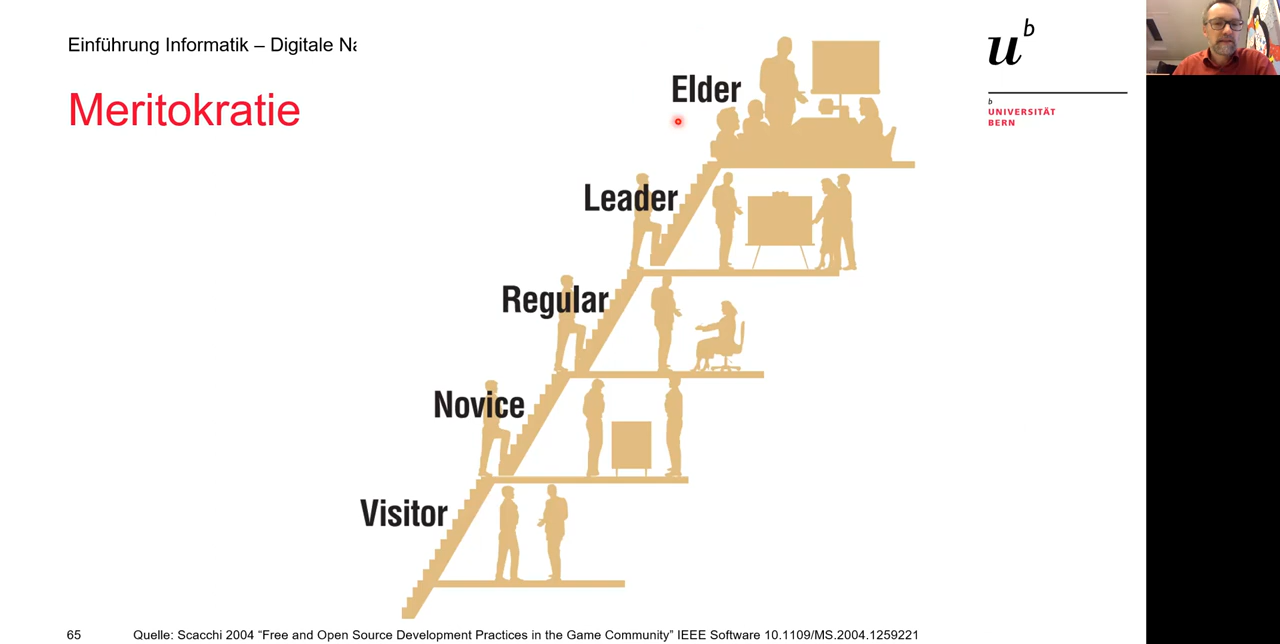 Einführung Informatik – Digitale Na
Meritokratie
Elder
Leader
Regular
Novice
Visitor
u b
b
UNIVERSITÄT
BERN
65
Quelle: Scacchi 2004 “Free and Open Source Development Practices in the Game Community” IEEE Software 10.1109/MS.2004.1259221